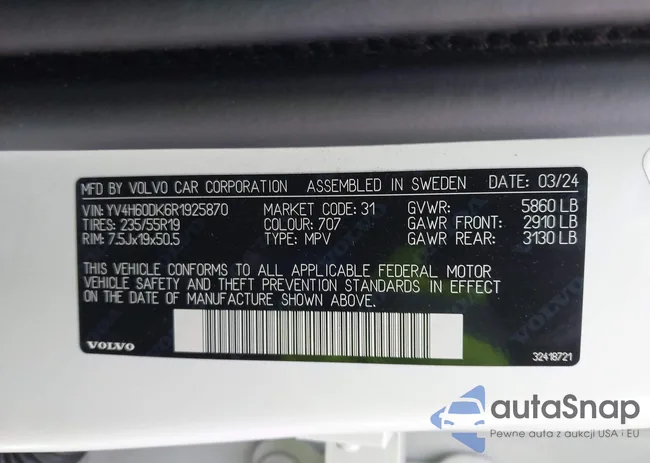 MFD BY VOLVO CAR CORPORATION ASSEMBLED IN SWEDEN DATE: 03/24
VIN: YV4H60DK6R1925870 MARKET CODE: 31 GVWR: 5860 LB
TIRES: 235/55R19 COLOUR: 707 GAWR FRONT: 2910 LB
RIM: 7.5Jx19x50.5 TYPE: MPV GAWR REAR: 3130 LB
THIS VEHICLE CONFORMS TO ALL APPLICABLE FEDERAL MOTOR
VEHICLE SAFETY AND THEFT PREVENTION STANDARDS IN EFFECT
ON THE DATE OF MANUFACTURE SHOWN ABOVE.
VOLVO 32418721
autoSnap
Pewne auta z aukcji USA i EU